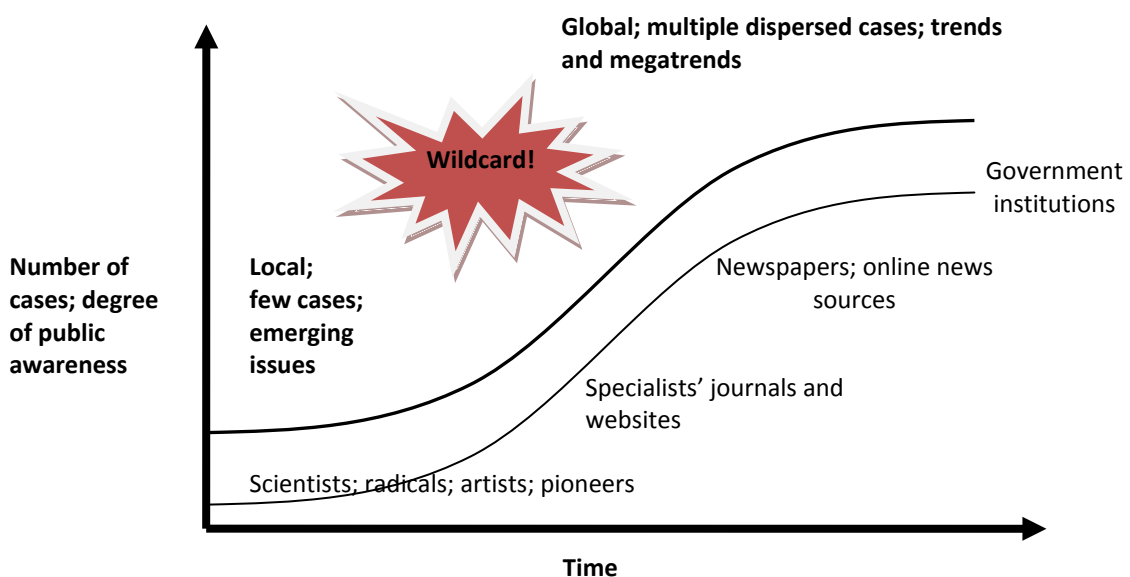 Global; multiple dispersed cases; trends
and megatrends
Wildcard!
Government
institutions
Number of
cases; degree
of public
awareness
Local;
few cases;
emerging
issues
Newspapers; online news
sources
Specialists’ journals and
websites
Scientists; radicals; artists; pioneers
Time